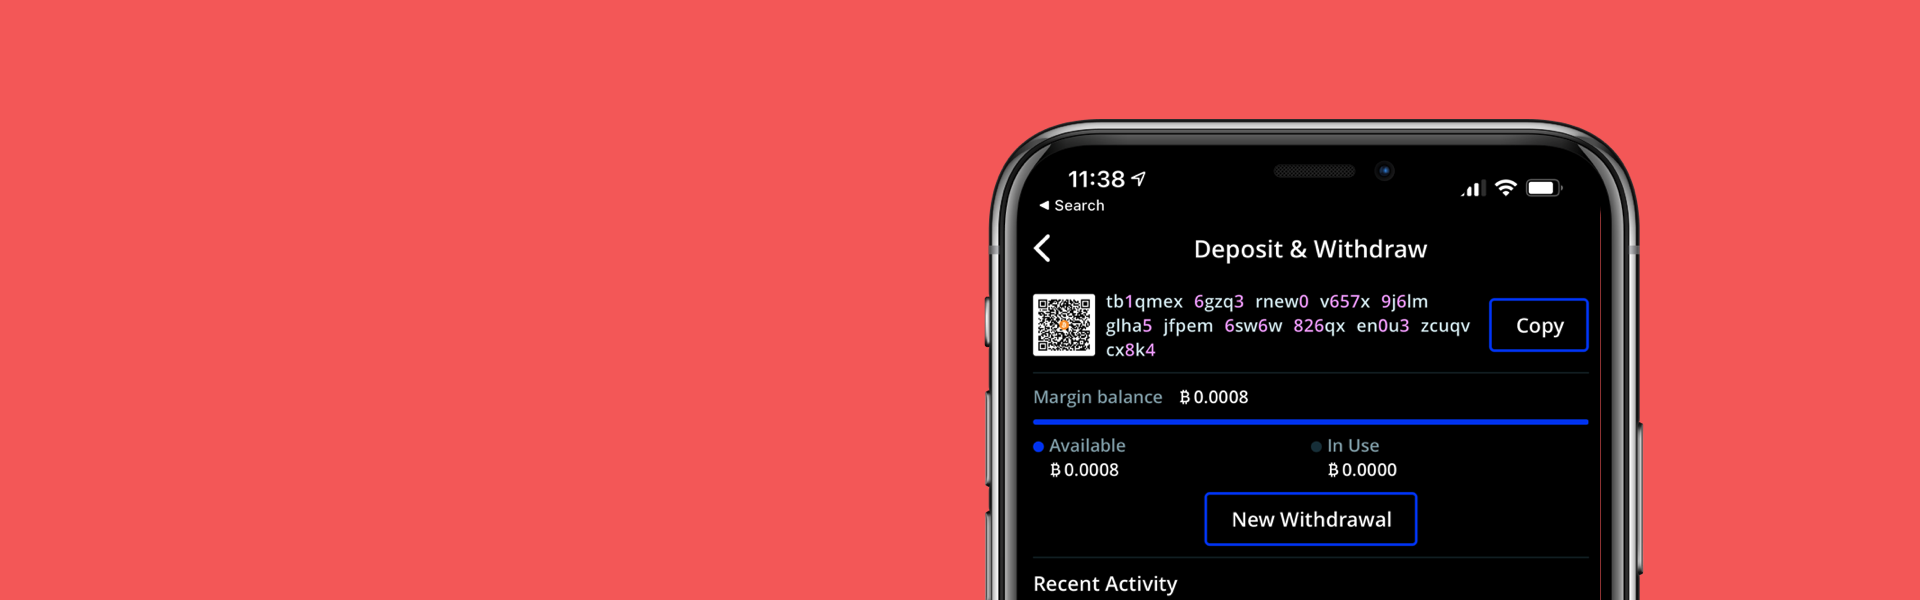 11:38
Search
Deposit & Withdraw
tb1qmex 6gzq3 rnew0 v657x 9j6lm
glha5 jfpem 6sw6w 826qx en0u3 zcuqv
cx8k4
Copy
Margin balance ₿ 0.0008
Available
₿ 0.0008
In Use
₿ 0.0000
New Withdrawal
Recent Activity